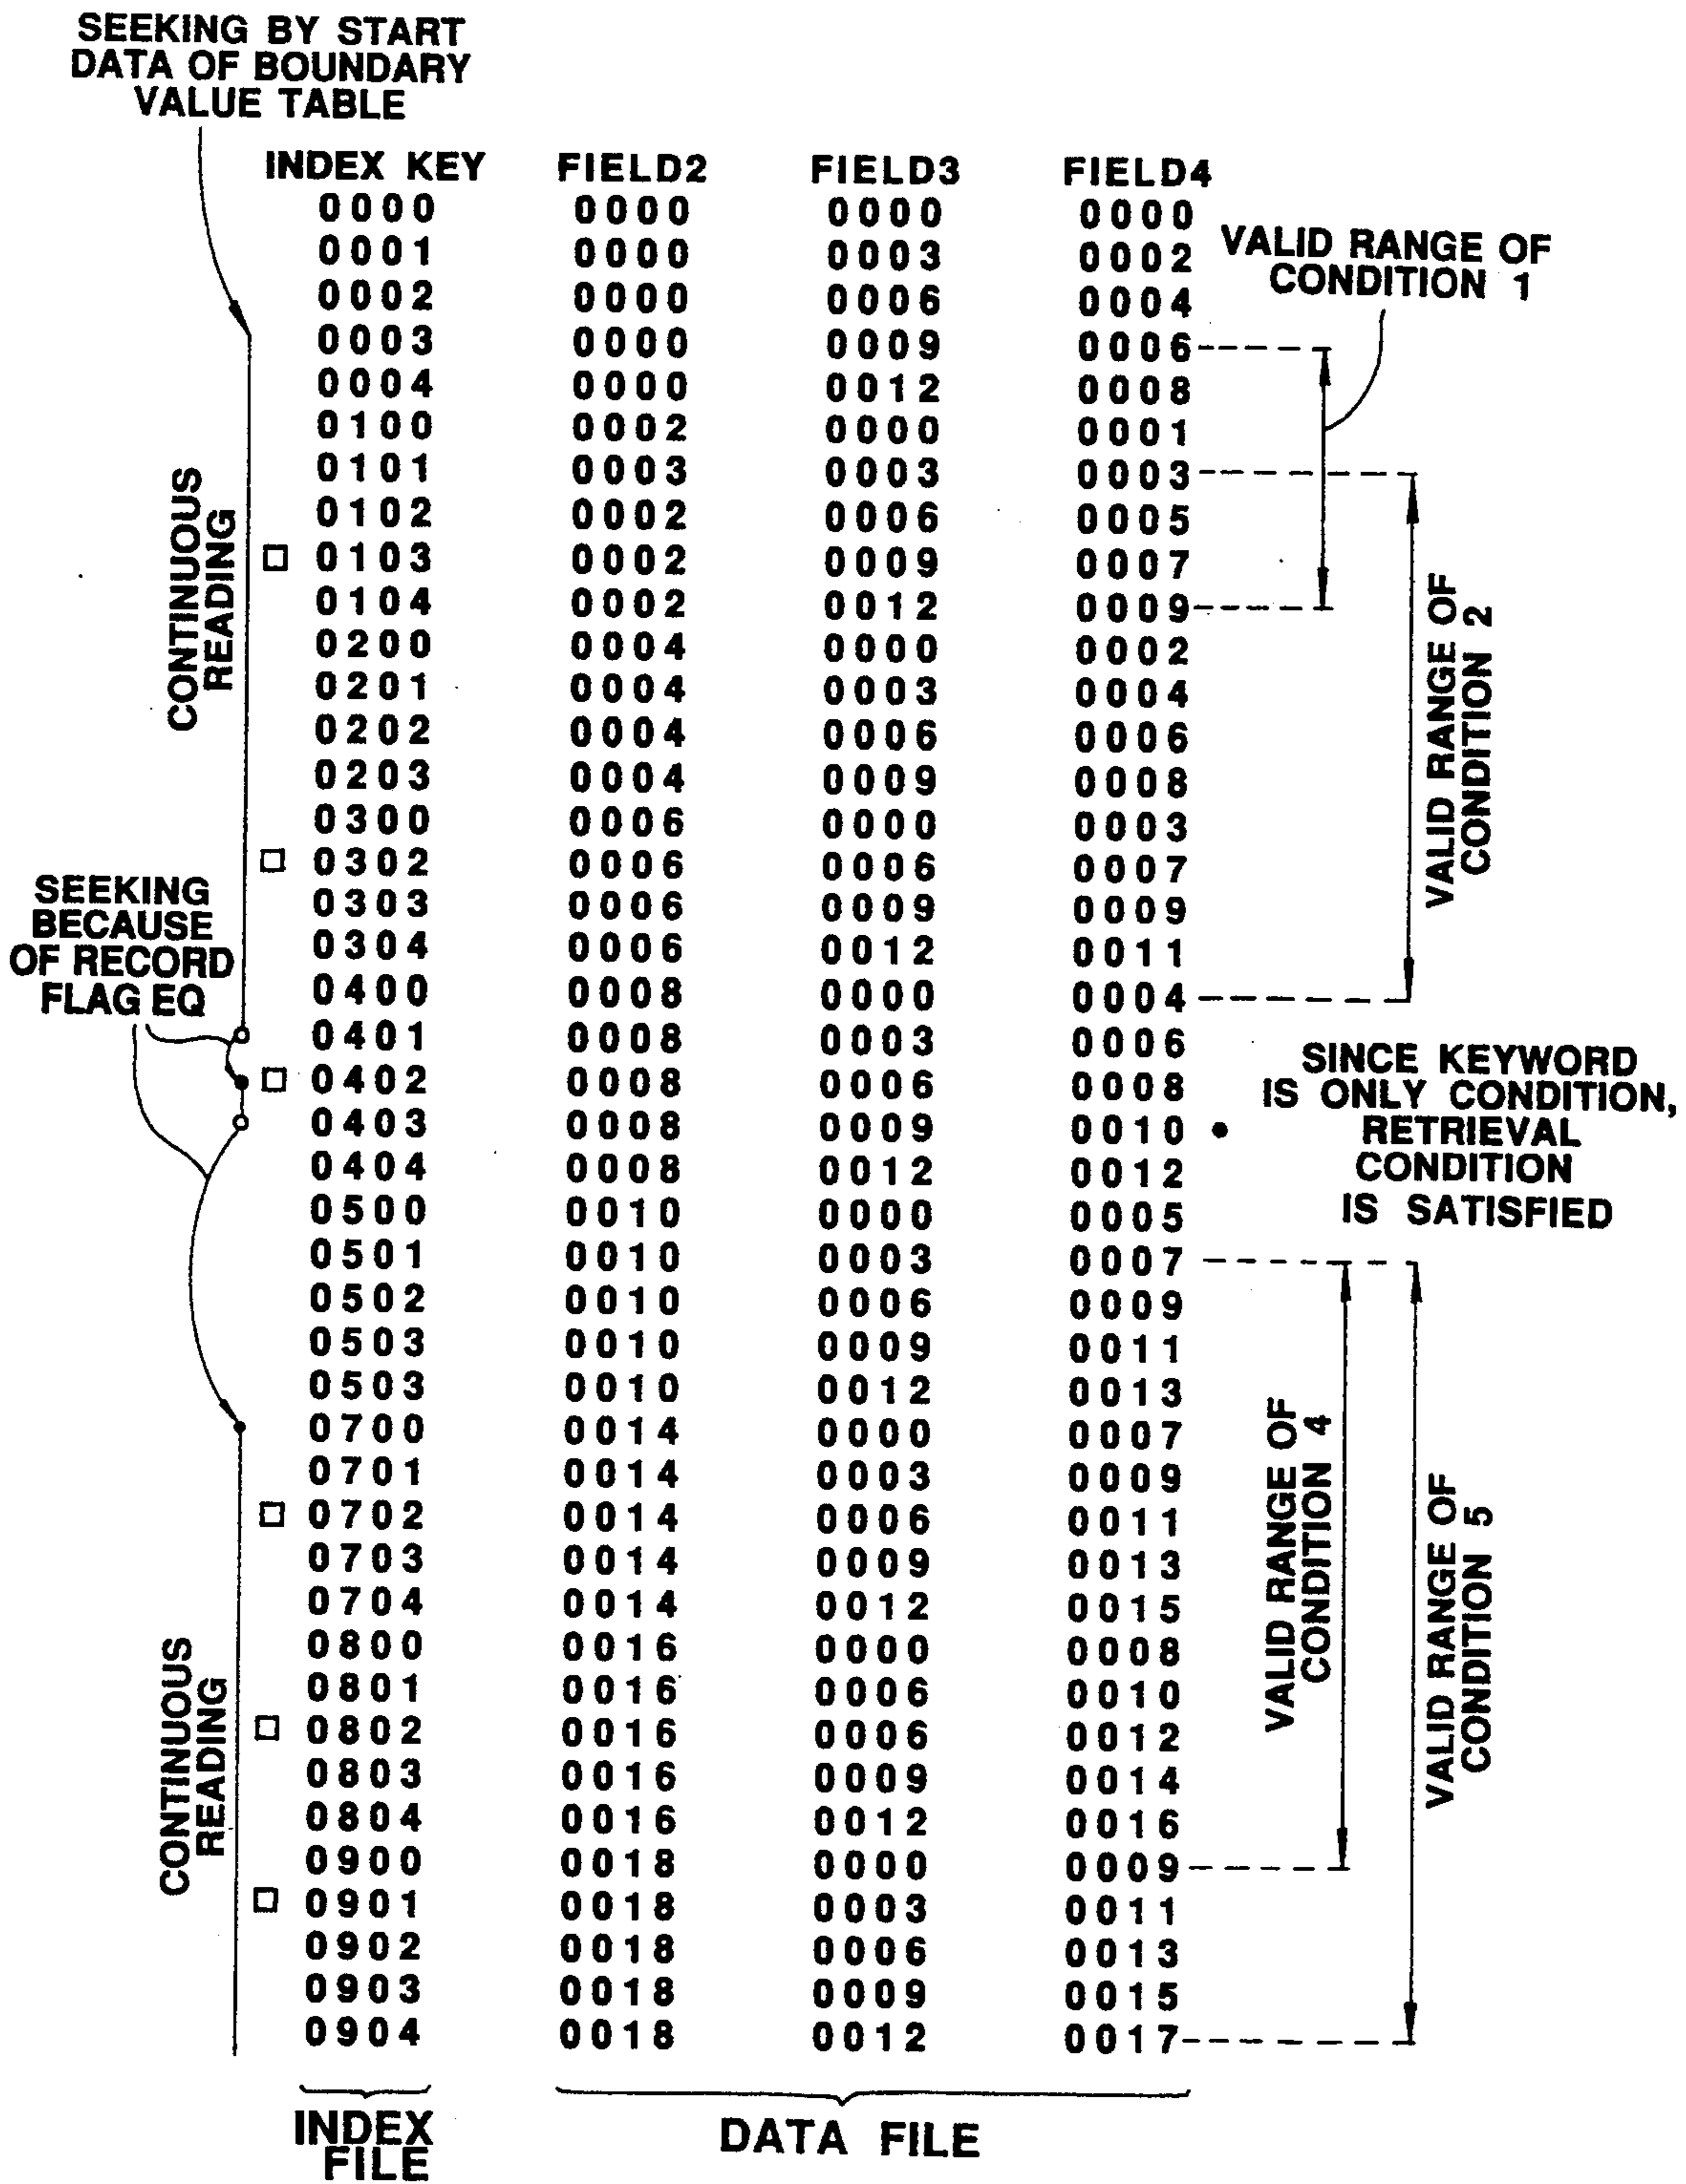 SEEKING BY START
DATA OF BOUNDARY
VALUE TABLE
INDEX KEY FIELD2 FIELD3 FIELD4
0000 0000 0000 0000
0001 0000 0003 0002
0002 0000 0006 0004
0003 0000 0009 0006
0004 0000 0012 0008
0100 0002 0000 0001
0101 0003 0003 0003
0102 0002 0006 0005
0103 0002 0009 0007
0104 0002 0012 0009
0200 0004 0000 0002
0201 0004 0003 0004
0202 0004 0006 0006
0203 0004 0009 0008
0300 0006 0000 0003
0302 0006 0006 0007
0303 0006 0009 0009
0304 0006 0012 0011
0400 0008 0000 0004
0401 0008 0003 0006
0402 0008 0006 0008
0403 0008 0009 0010
0404 0008 0012 0012
0500 0010 0000 0005
0501 0010 0003 0007
0502 0010 0006 0009
0503 0010 0009 0011
0503 0010 0012 0013
0700 0014 0000 0007
0701 0014 0003 0009
0702 0014 0006 0011
0703 0014 0009 0013
0704 0014 0012 0015
0800 0016 0000 0008
0801 0016 0006 0010
0802 0016 0006 0012
0803 0016 0009 0014
0804 0016 0012 0016
0900 0018 0000 0009
0901 0018 0003 0011
0902 0018 0006 0013
0903 0018 0009 0015
0904 0018 0012 0017
VALID RANGE OF
CONDITION 1
VALID RANGE OF
CONDITION 2
CONTINUOUS
READING
SEEKING
BECAUSE
OF RECORD
FLAG EQ
SINCE KEYWORD
IS ONLY CONDITION,
RETRIEVAL
CONDITION
IS SATISFIED
VALID RANGE OF
CONDITION 4
VALID RANGE OF
CONDITION 5
CONTINUOUS
READING
INDEX
FILE
DATA FILE